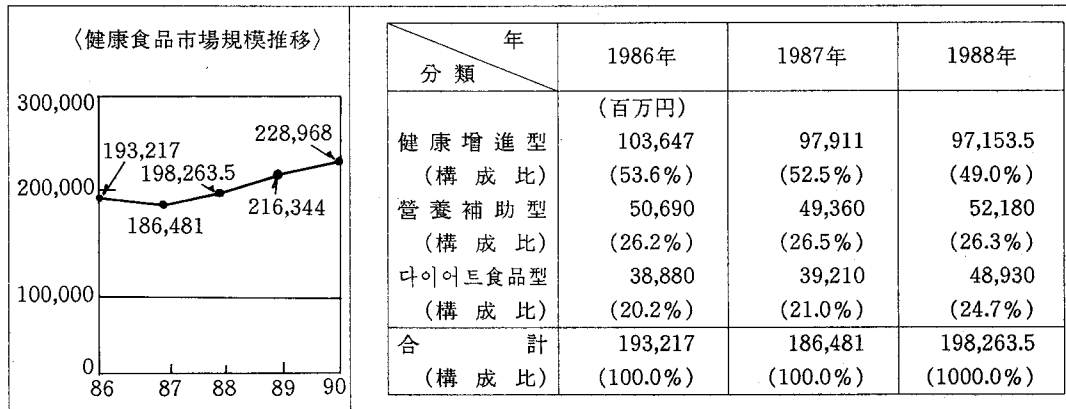 〈健康食品市場規模推移〉
300,000
228,968
193,217
198,263.5
200,000
216,344
186,481
100,000
0
86 87 88 89 90
年
分類 1986年 1987年 1988年
(百万円)
健康增進型 103,647 97,911 97,153.5
(構成比) (53.6%) (52.5%) (49.0%)
營養補助型 50,690 49,360 52,180
(構成比) (26.2%) (26.5%) (26.3%)
다이어트食品型 38,880 39,210 48,930
(構成比) (20.2%) (21.0%) (24.7%)
合計 193,217 186,481 198,263.5
(構成比) (100.0%) (100.0%) (1000.0%)